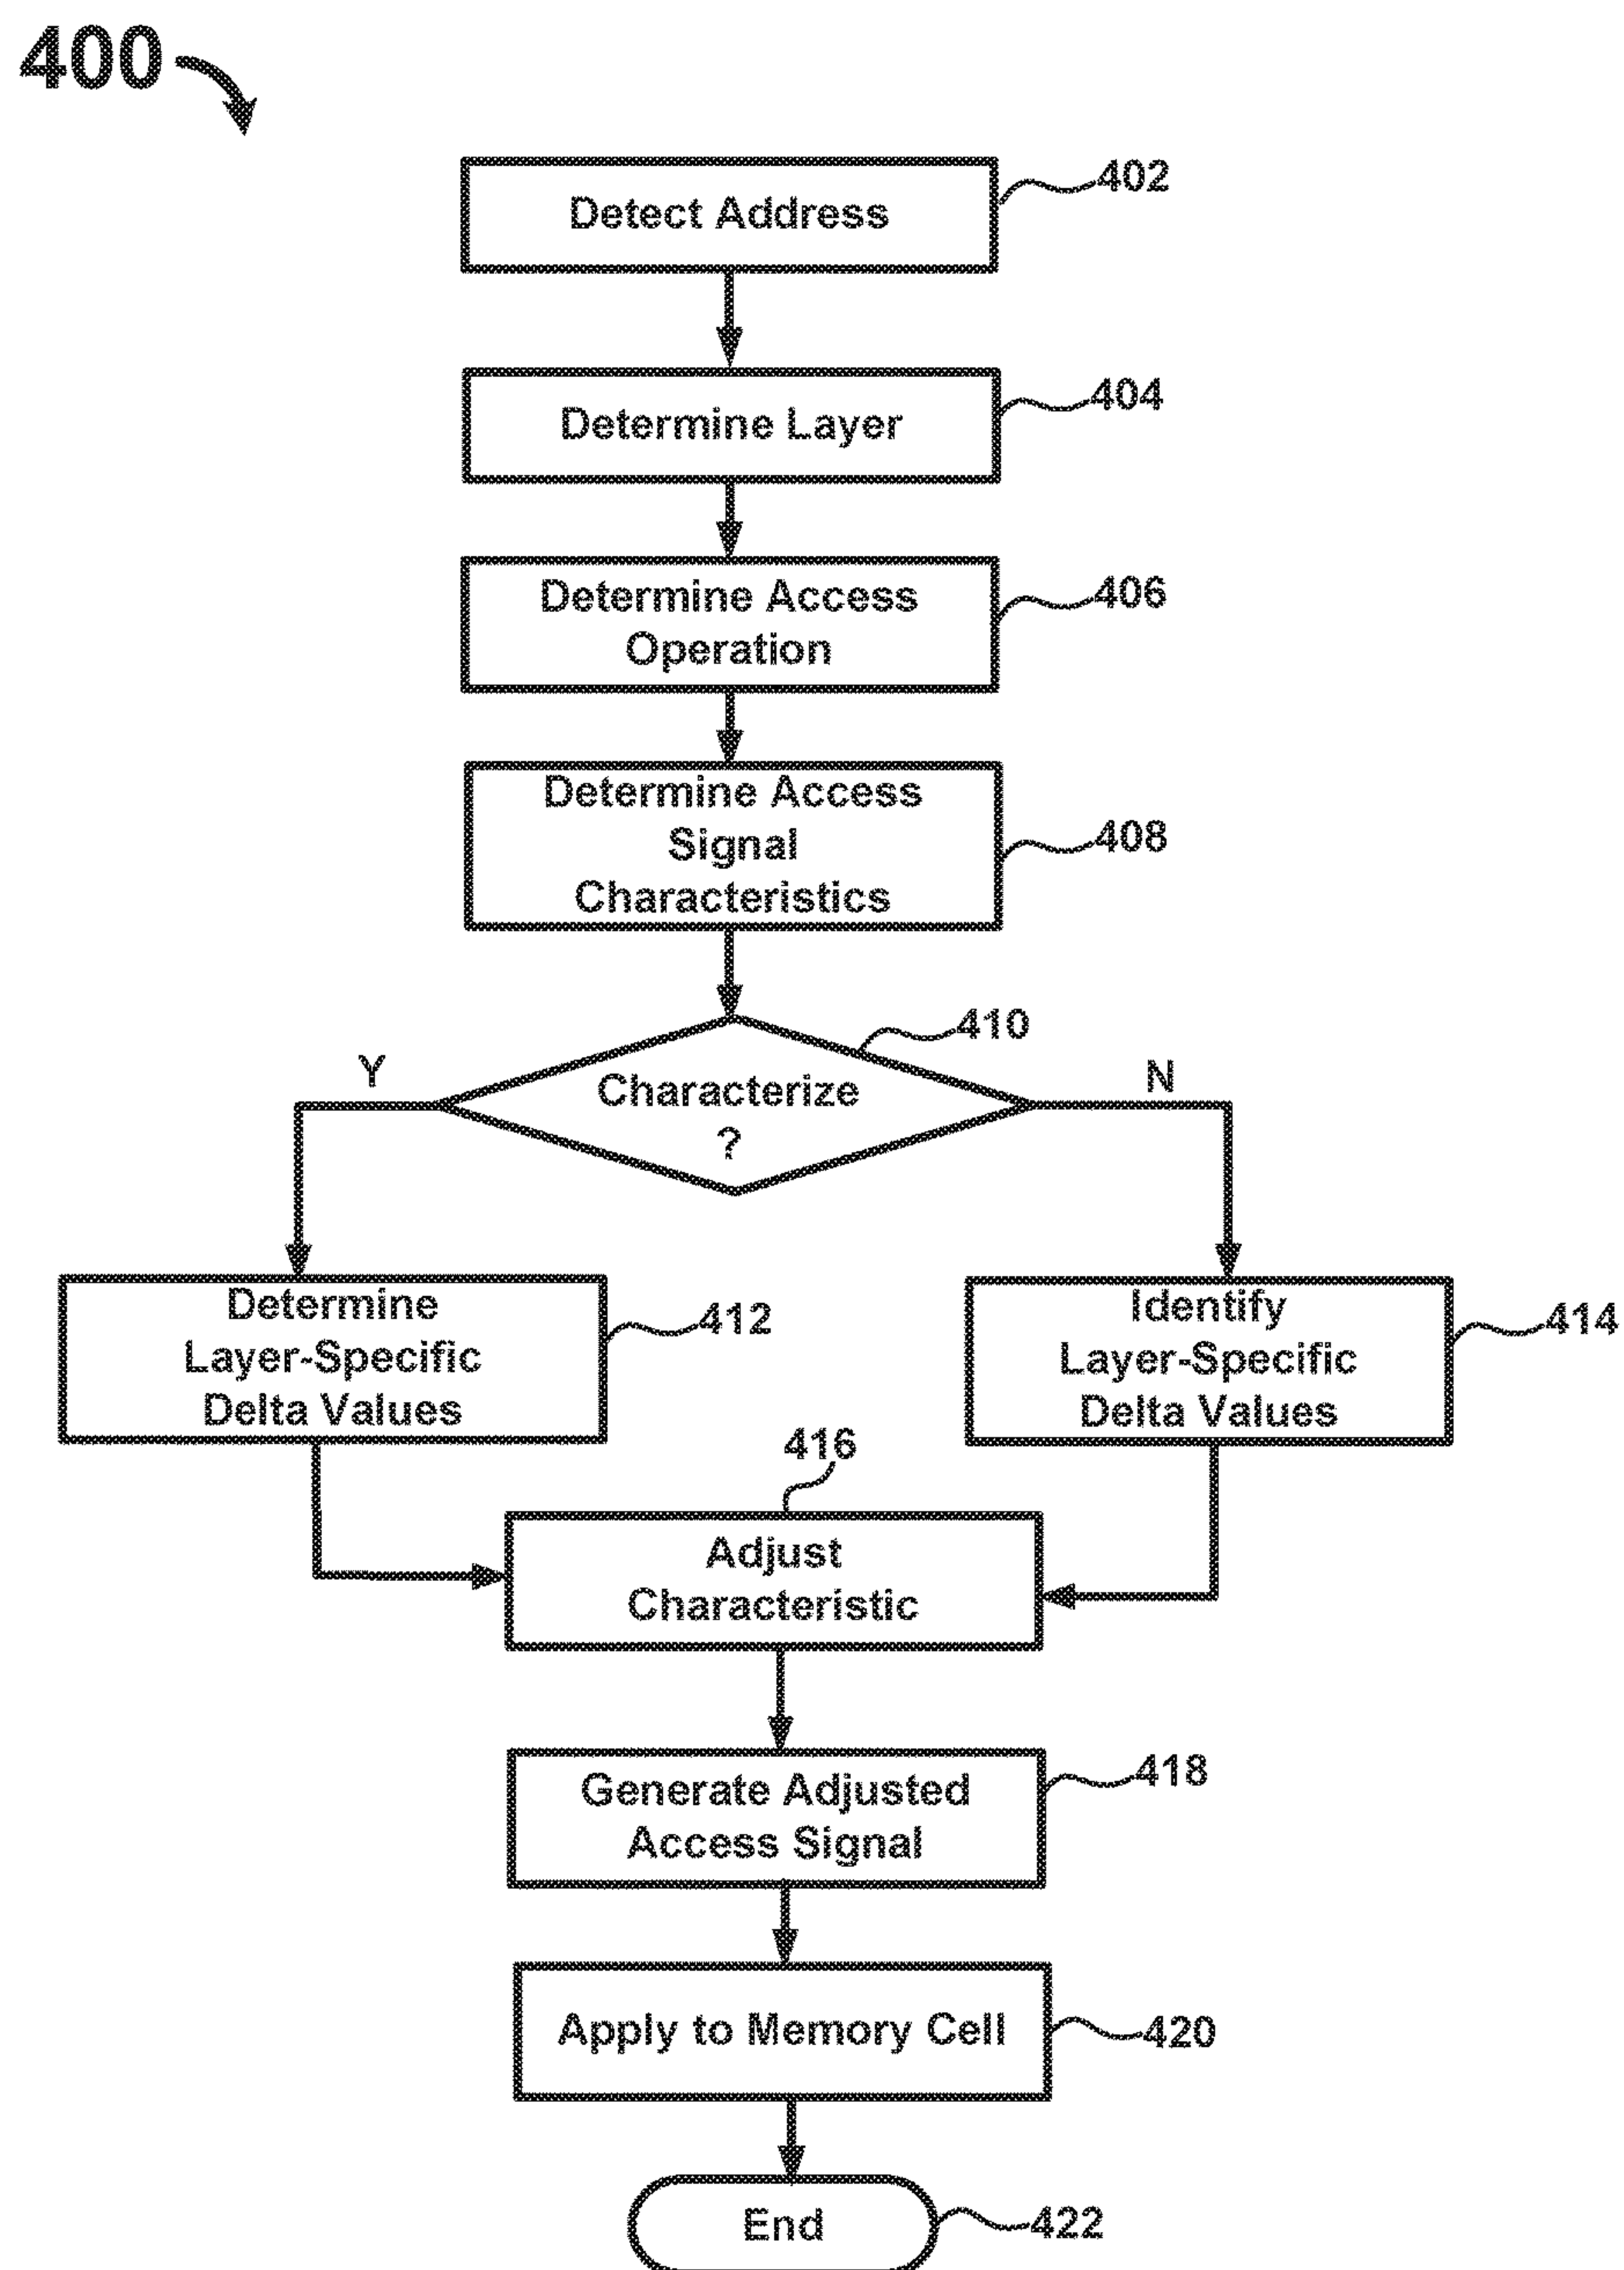 400
Detect Address
402
Determine Layer
404
Determine Access
Operation
406
Determine Access
Signal
Characteristics
408
410
Y
Characterize
?
N
Determine
Layer-Specific
Delta Values
412
Identify
Layer-Specific
Delta Values
414
416
Adjust
Characteristic
Generate Adjusted
Access Signal
418
Apply to Memory Cell
420
End
422